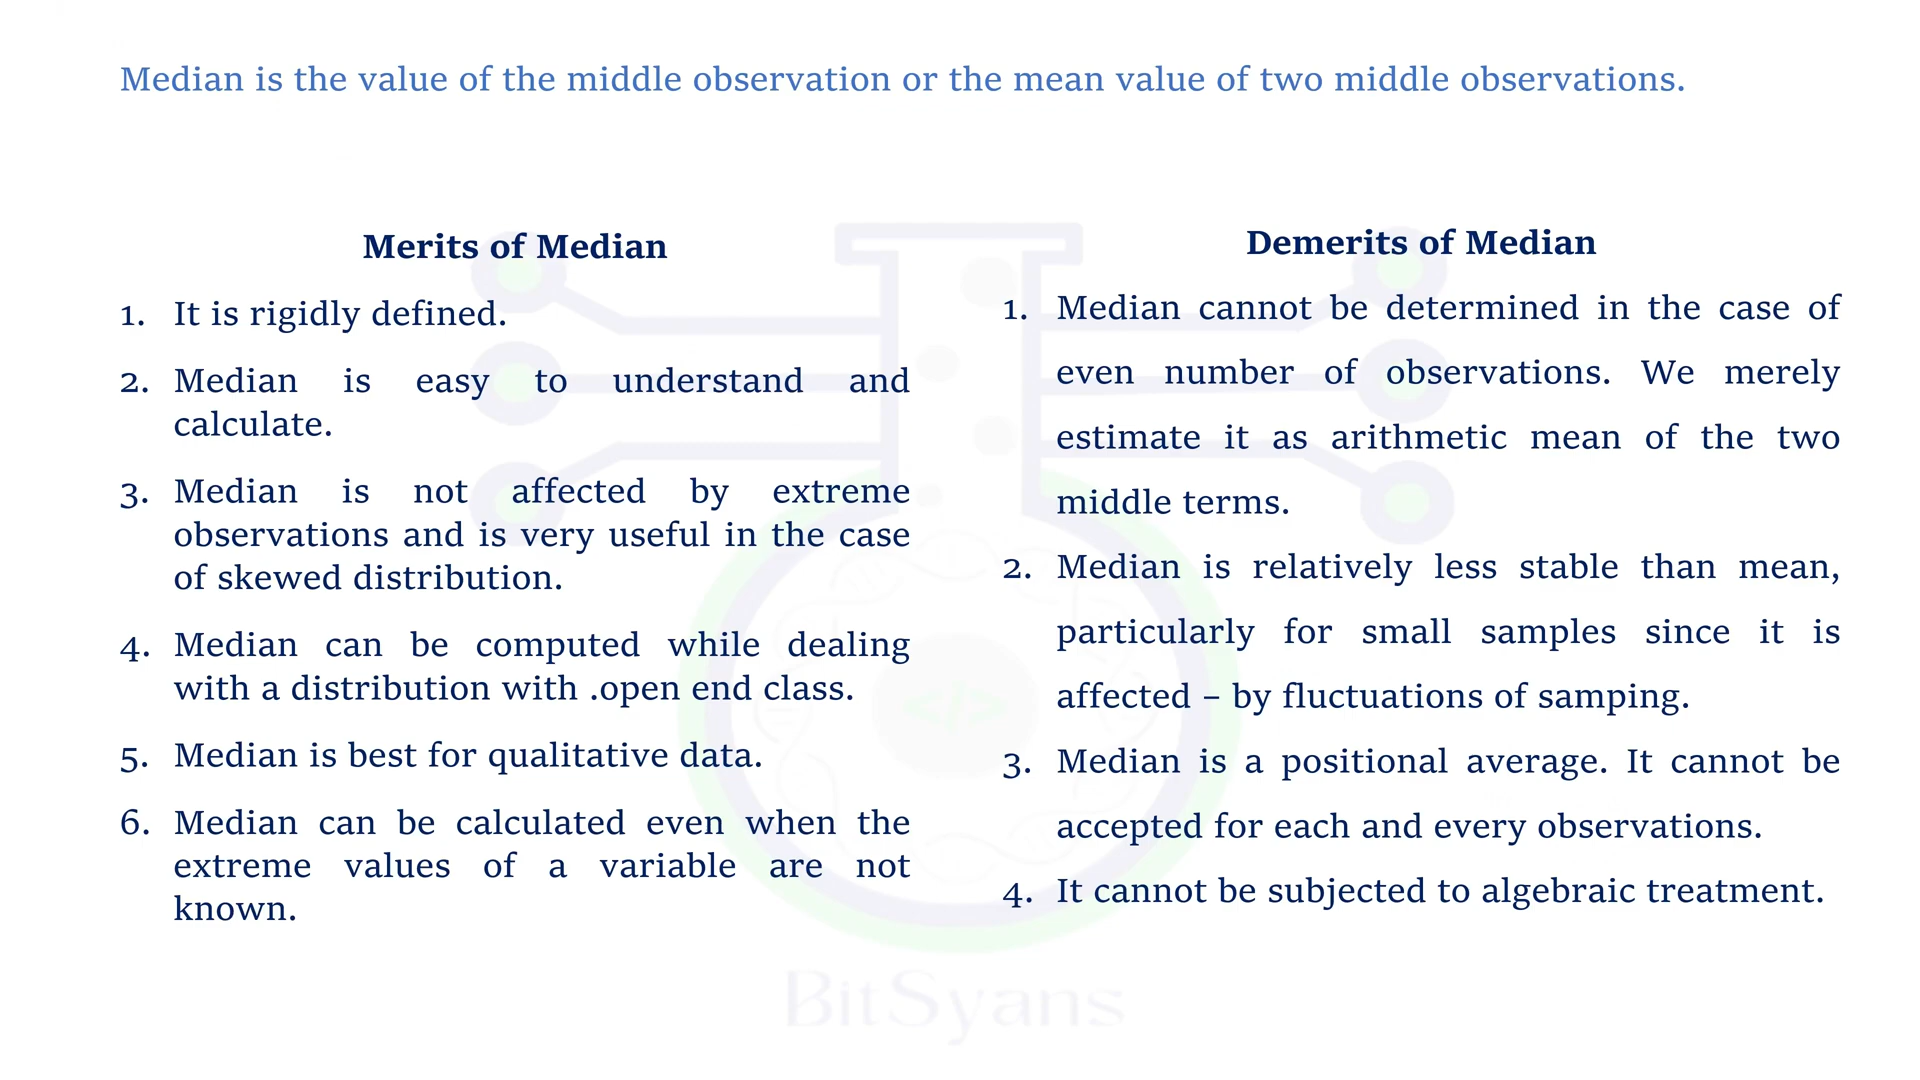 Median is the value of the middle observation or the mean value of two middle observations.
Merits of Median
1. It is rigidly defined.
2. Median is easy to understand and
calculate.
3. Median is not affected by extreme
observations and is very useful in the case
of skewed distribution.
4. Median can be computed while dealing
with a distribution with .open end class.
5. Median is best for qualitative data.
6. Median can be calculated even when the
extreme values of a variable are not
known.
Demerits of Median
1. Median cannot be determined in the case of
even number of observations. We merely
estimate it as arithmetic mean of the two
middle terms.
2. Median is relatively less stable than mean,
particularly for small samples since it is
affected – by fluctuations of samping.
3. Median is a positional average. It cannot be
accepted for each and every observations.
4. It cannot be subjected to algebraic treatment.
</>
BitSyans